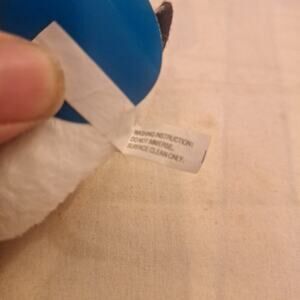 WASHING INSTRUCTION:
DO NOT IMMERSE,
SURFACE CLEAN ONLY.